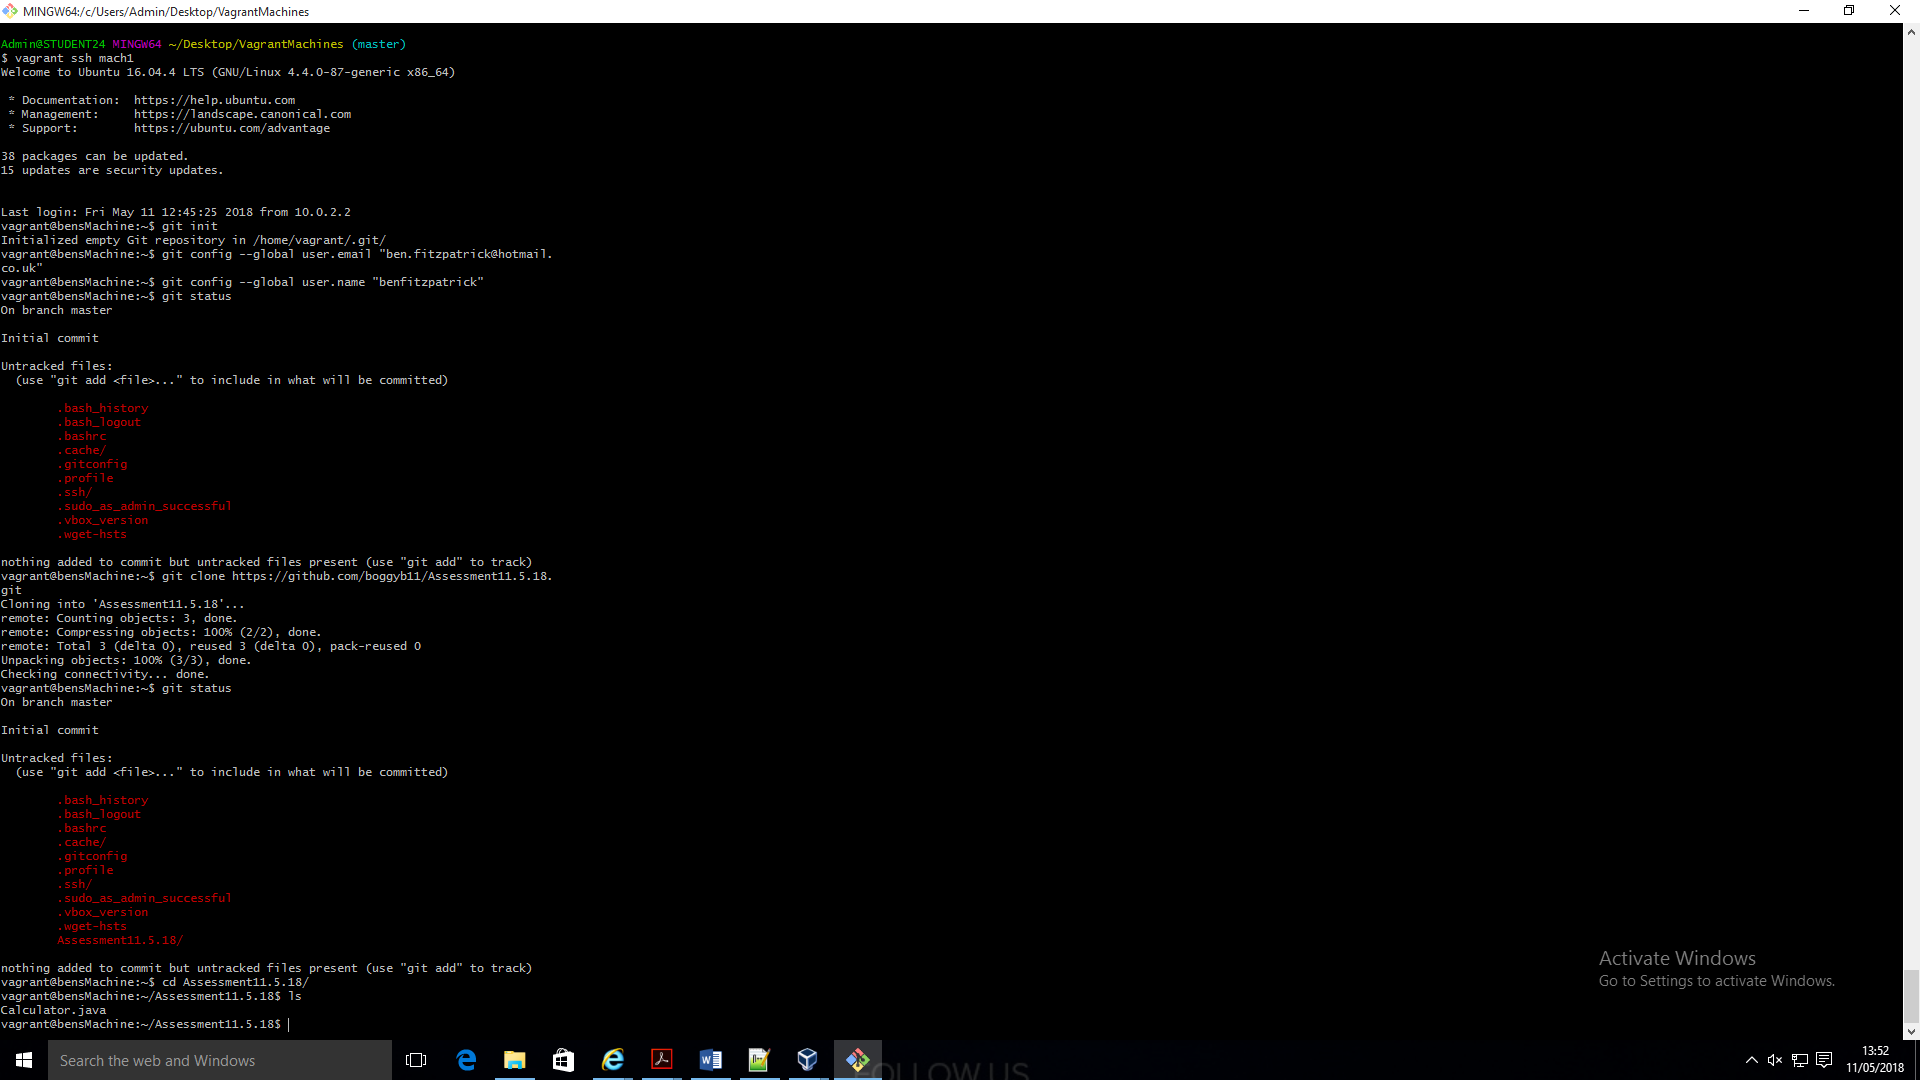 MINGW64:/c/Users/Admin/Desktop/VagrantMachines
Admin@STUDENT24 MINGW64 ~/Desktop/VagrantMachines (master)
$ vagrant ssh mach1
Welcome to Ubuntu 16.04.4 LTS (GNU/Linux 4.4.0-87-generic x86_64)
* Documentation: https://help.ubuntu.com
* Management: https://landscape.canonical.com
* Support: https://ubuntu.com/advantage
38 packages can be updated.
15 updates are security updates.
Last login: Fri May 11 12:45:25 2018 from 10.0.2.2
vagrant@bensMachine:~$ git init
Initialized empty Git repository in /home/vagrant/.git/
vagrant@bensMachine:~$ git config --global user.email "ben.fitzpatrick@hotmail.
co.uk"
vagrant@bensMachine:~$ git config --global user.name "benfitzpatrick"
vagrant@bensMachine:~$ git status
On branch master
Initial commit
Untracked files:
(use "git add <file>..." to include in what will be committed)
.bash_history
.bash_logout
.bashrc
.cache/
.gitconfig
.profile
.ssh/
.sudo_as_admin_successful
.vbox_version
.wget-hsts
nothing added to commit but untracked files present (use "git add" to track)
vagrant@bensMachine:~$ git clone https://github.com/boggyb11/Assessment11.5.18.
git
Cloning into 'Assessment11.5.18'...
remote: Counting objects: 3, done.
remote: Compressing objects: 100% (2/2), done.
remote: Total 3 (delta 0), reused 3 (delta 0), pack-reused 0
Unpacking objects: 100% (3/3), done.
Checking connectivity... done.
vagrant@bensMachine:~$ git status
On branch master
Initial commit
Untracked files:
(use "git add <file>..." to include in what will be committed)
.bash_history
.bash_logout
.bashrc
.cache/
.gitconfig
.profile
.ssh/
.sudo_as_admin_successful
.vbox_version
.wget-hsts
Assessment11.5.18/
nothing added to commit but untracked files present (use "git add" to track)
vagrant@bensMachine:~$ cd Assessment11.5.18/
vagrant@bensMachine:~/Assessment11.5.18$ ls
Calculator.java
vagrant@bensMachine:~/Assessment11.5.18$
Activate Windows
Go to Settings to activate Windows.
Search the web and Windows
FOLLOW US
13:52
11/05/2018